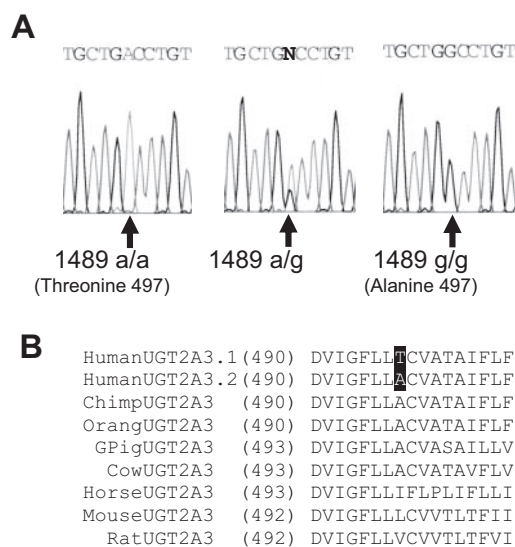 A
TGCTGACCTGT TGCTGNCCTGT TGCTGGCCTGT
1489 a/a 1489 a/g 1489 g/g
(Threonine 497) (Alanine 497)
B
HumanUGT2A3.1 (490) DVIGFLLTCVATAIFLF
HumanUGT2A3.2 (490) DVIGFLLACVATAIFLF
ChimpUGT2A3 (490) DVIGFLLACVATAIFLF
OrangUGT2A3 (490) DVIGFLLACVATAIFLF
GPigUGT2A3 (493) DVIGFLLACVASAILLV
CowUGT2A3 (493) DVIGFLLACVATAVFLV
HorseUGT2A3 (493) DVIGFLLIFLPLIFLLI
MouseUGT2A3 (492) DVIGFLLLCVVTLTFII
RatUGT2A3 (492) DVIGFLLVCVVTLTFVI